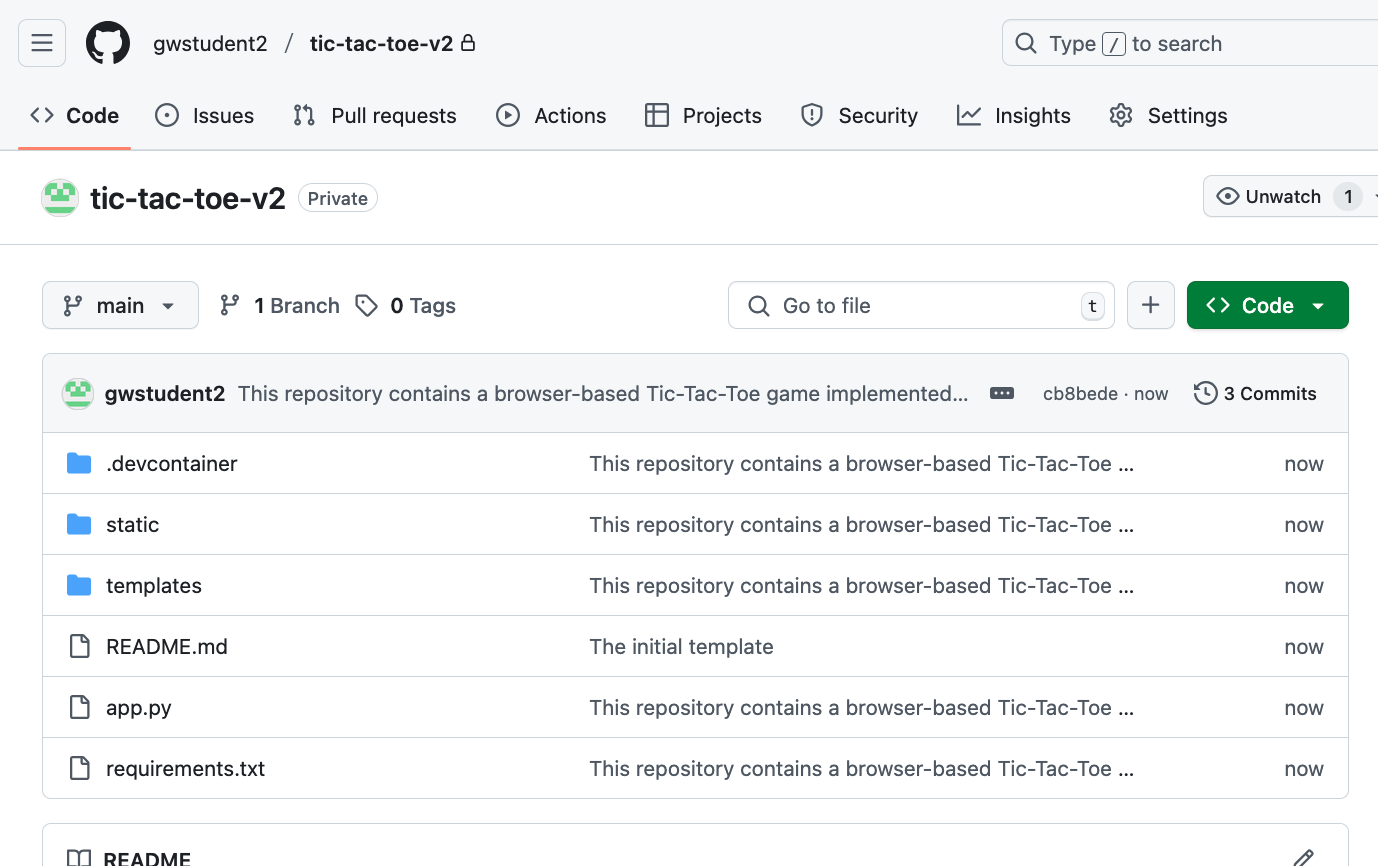 gwstudent2 / tic-tac-toe-v2
Type / to search
Code Issues Pull requests Actions Projects Security Insights Settings
tic-tac-toe-v2 Private
Unwatch 1
main 1 Branch 0 Tags
Go to file t + Code
gwstudent2 This repository contains a browser-based Tic-Tac-Toe game implemented... cb8bede · now 3 Commits
.devcontainer This repository contains a browser-based Tic-Tac-Toe ... now
static This repository contains a browser-based Tic-Tac-Toe ... now
templates This repository contains a browser-based Tic-Tac-Toe ... now
README.md The initial template now
app.py This repository contains a browser-based Tic-Tac-Toe ... now
requirements.txt This repository contains a browser-based Tic-Tac-Toe ... now
README